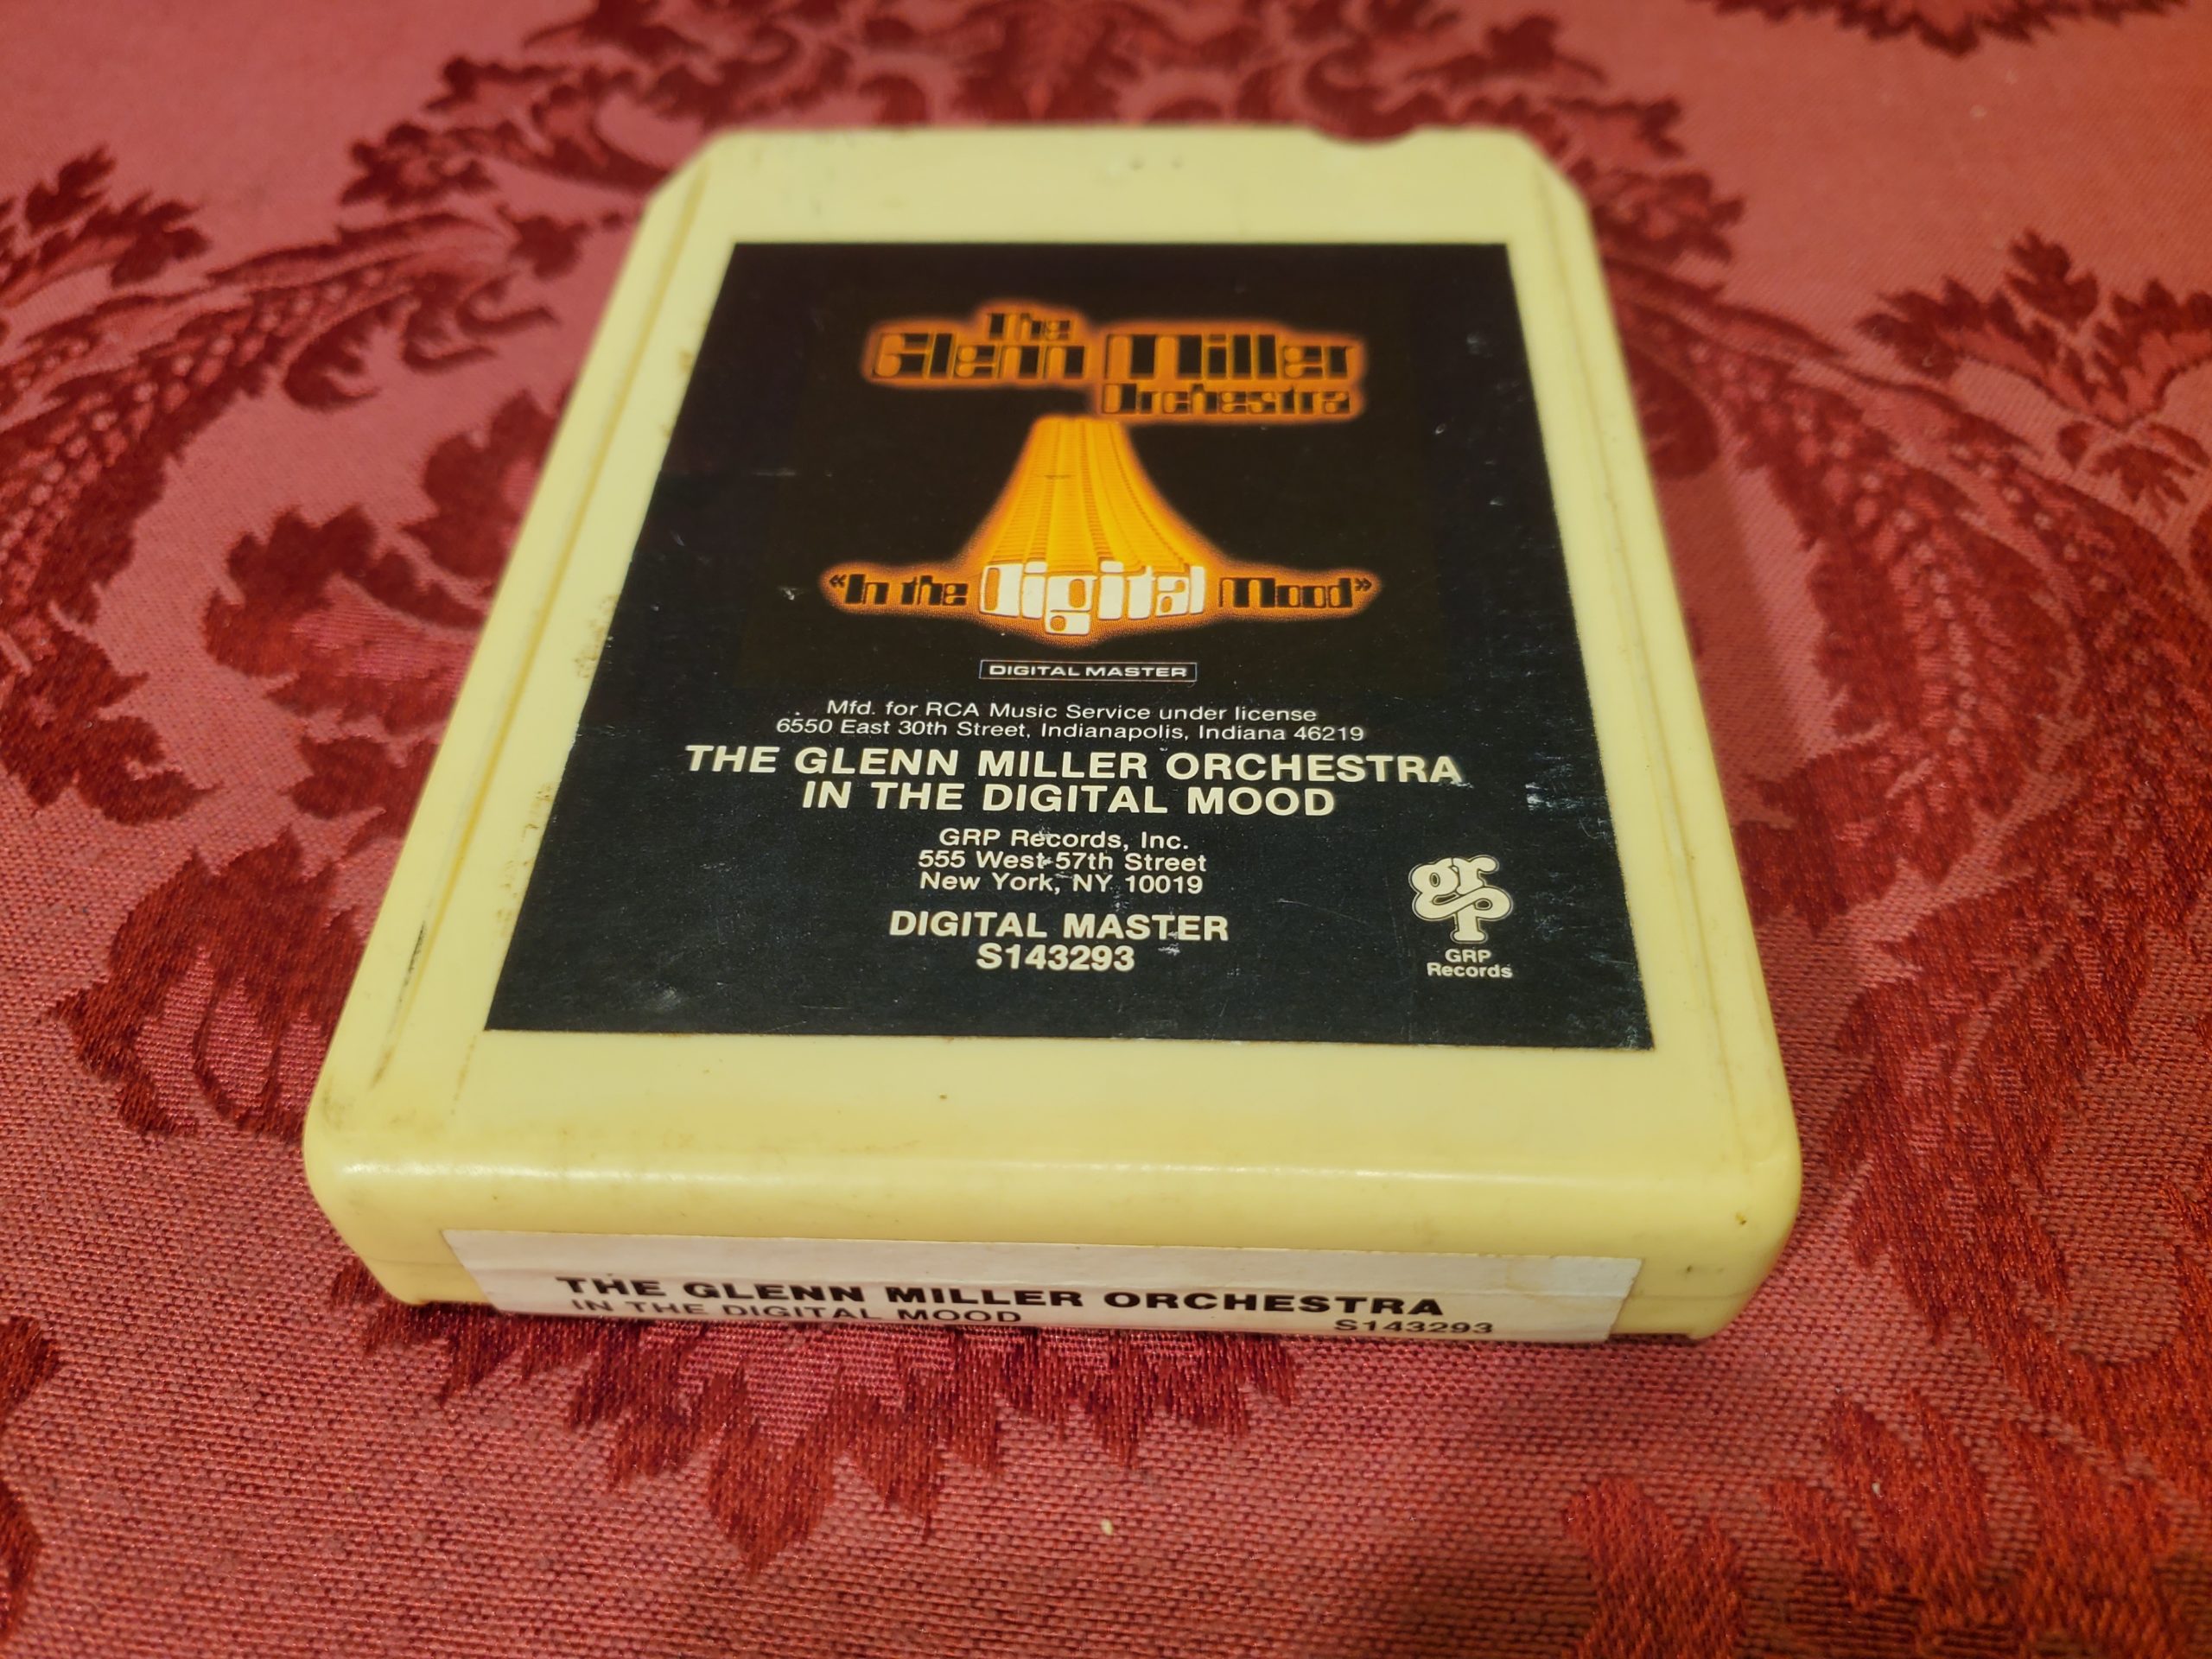 The
Glenn Miller
Orchestra
“In the Digital Mood”
DIGITAL MASTER
Mfd. for RCA Music Service under license
6550 East 30th Street, Indianapolis, Indiana 46219
THE GLENN MILLER ORCHESTRA
IN THE DIGITAL MOOD
GRP Records, Inc.
555 West 57th Street
New York, NY 10019
DIGITAL MASTER
S143293
grp
GRP
Records
THE GLENN MILLER ORCHESTRA
IN THE DIGITAL MOOD
S143293